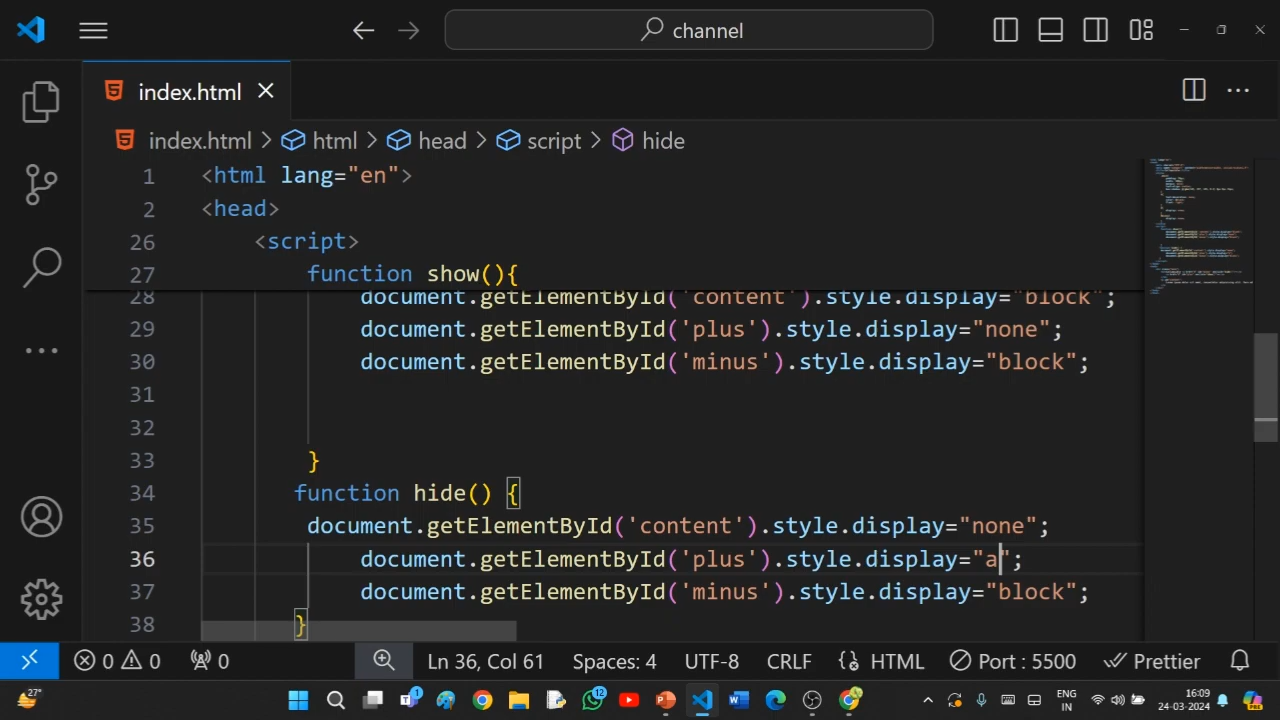 channel
index.html
index.html > html > head > script > hide
1 <html lang="en">
2 <head>
26 <script>
27 function show(){
28 document.getElementById('content').style.display="block";
29 document.getElementById('plus').style.display="none";
30 document.getElementById('minus').style.display="block";
31
32
33 }
34 function hide() {
35 document.getElementById('content').style.display="none";
36 document.getElementById('plus').style.display="a";
37 document.getElementById('minus').style.display="block";
38 }
0 0 0 Ln 36, Col 61 Spaces: 4 UTF-8 CRLF HTML Port : 5500 Prettier
27° 1 12 ENG 16:09
IN 24-03-2024